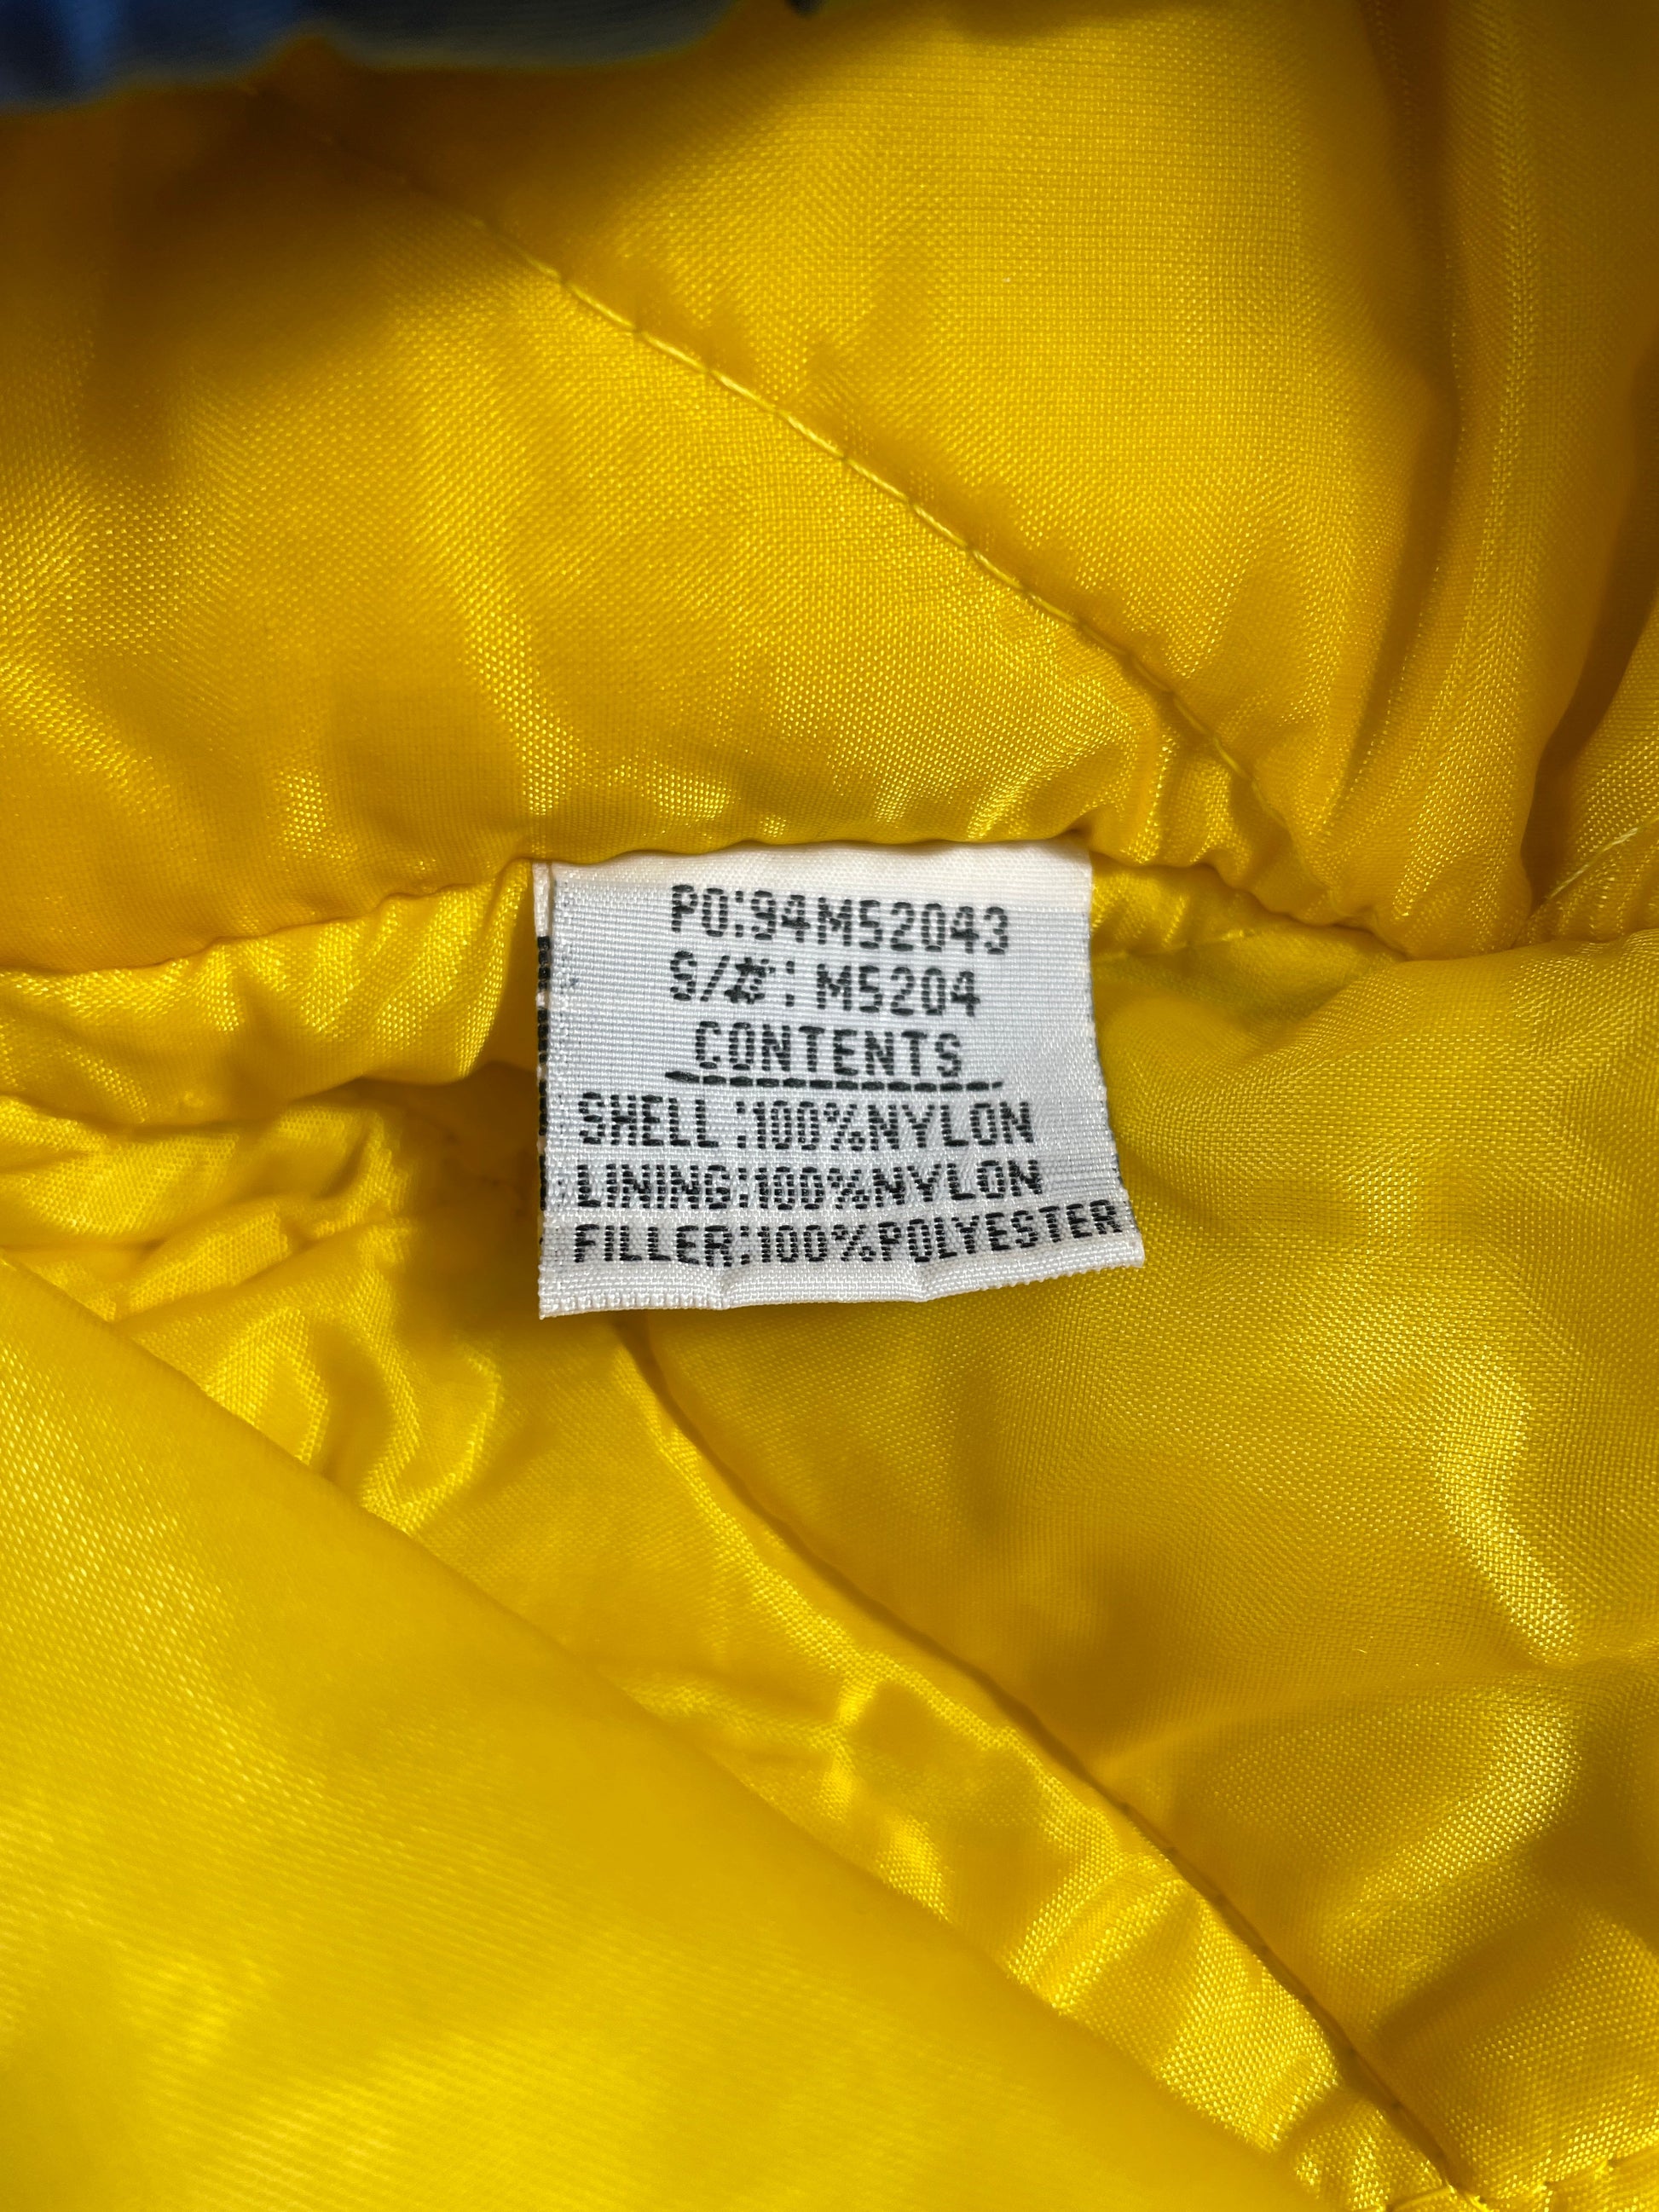 PO:94M52043
S/#: M5204
CONTENTS
SHELL:100%NYLON
LINING:100%NYLON
FILLER:100%POLYESTER